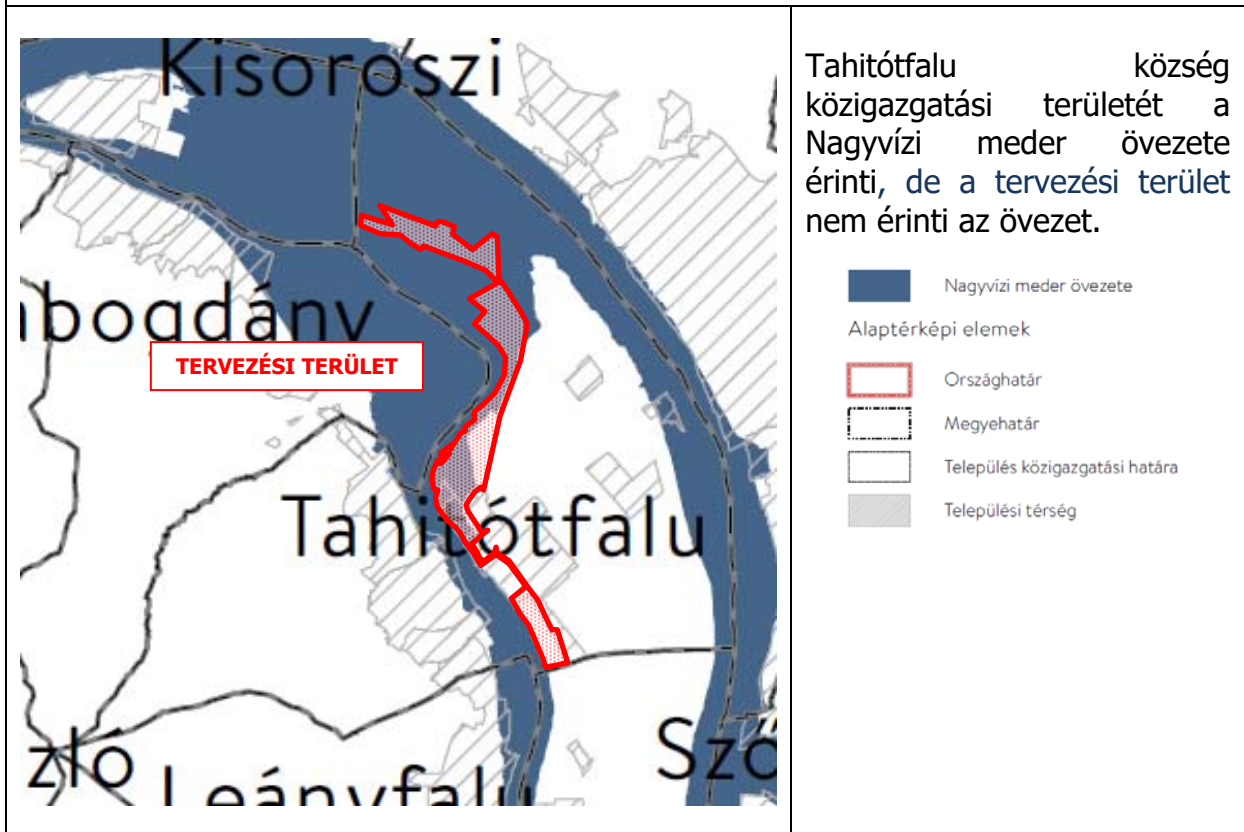 Kisoroszi
abogdány
TERVEZÉSI TERÜLET
Tahitótfalu
zló
Leányfalu
Sző
Tahitótfalu község
közigazgatási területét a
Nagyvízi meder övezete
érinti, de a tervezési terület
nem érinti az övezet.
Nagyvízi meder övezete
Alaptérképi elemek
Országhatár
Megyehatár
Település közigazgatási határa
Települési térség